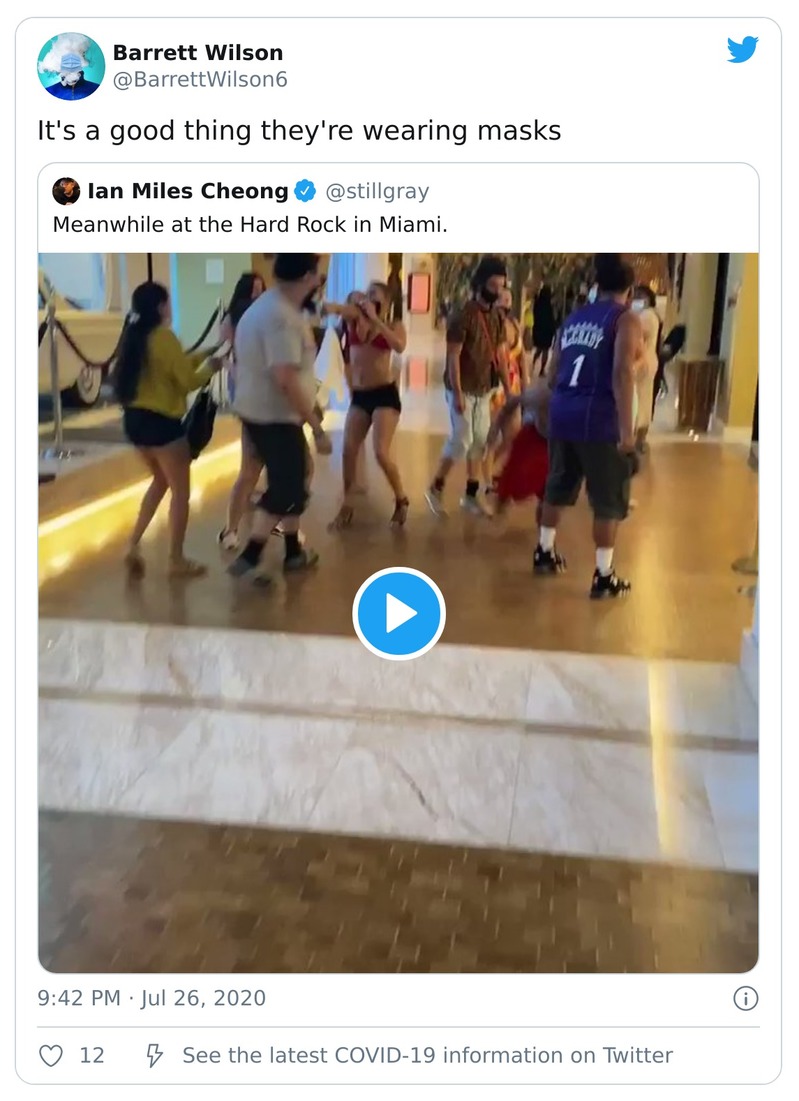 Barrett Wilson
@BarrettWilson6
It's a good thing they're wearing masks
Ian Miles Cheong @stillgray
Meanwhile at the Hard Rock in Miami.
McGRADY
1
9:42 PM · Jul 26, 2020
12 See the latest COVID-19 information on Twitter